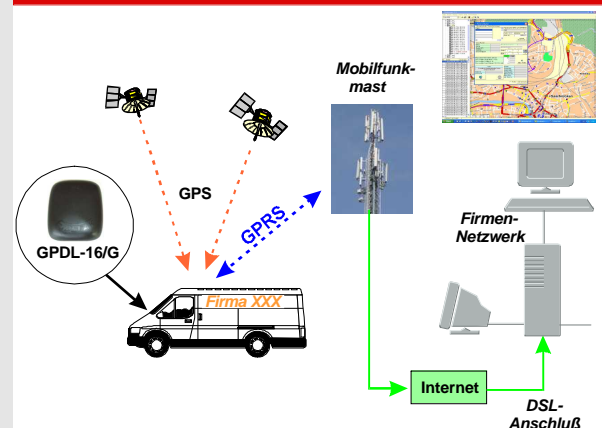 Mobilfunk-
mast
GPS
GPRS
GPDL-16/G
Firma XXX
Firmen-
Netzwerk
Internet
DSL-
Anschluß